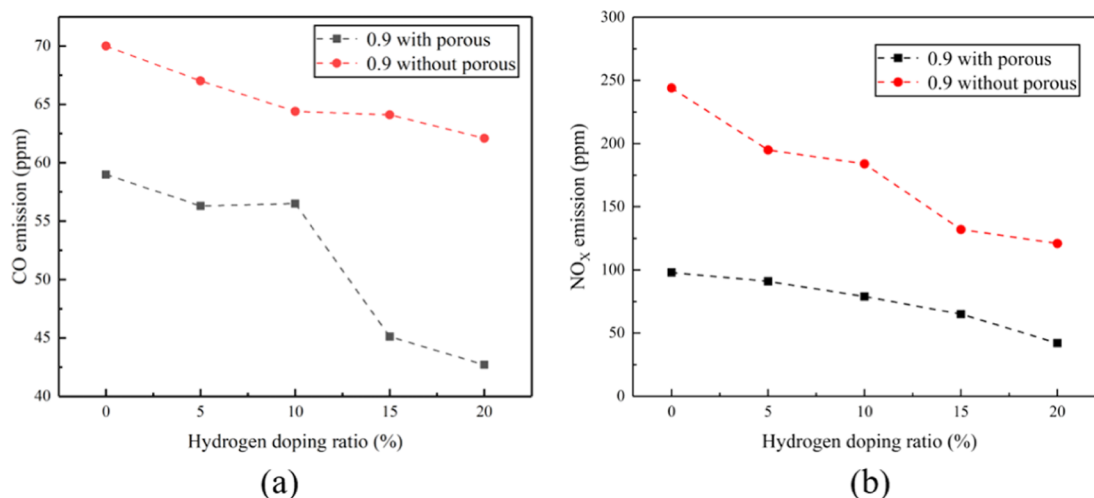 0.9 with porous
0.9 without porous
CO emission (ppm)
70
65
60
55
50
45
40
0 5 10 15 20
Hydrogen doping ratio (%)
(a)
0.9 with porous
0.9 without porous
NOX emission (ppm)
300
250
200
150
100
50
0
0 5 10 15 20
Hydrogen doping ratio (%)
(b)